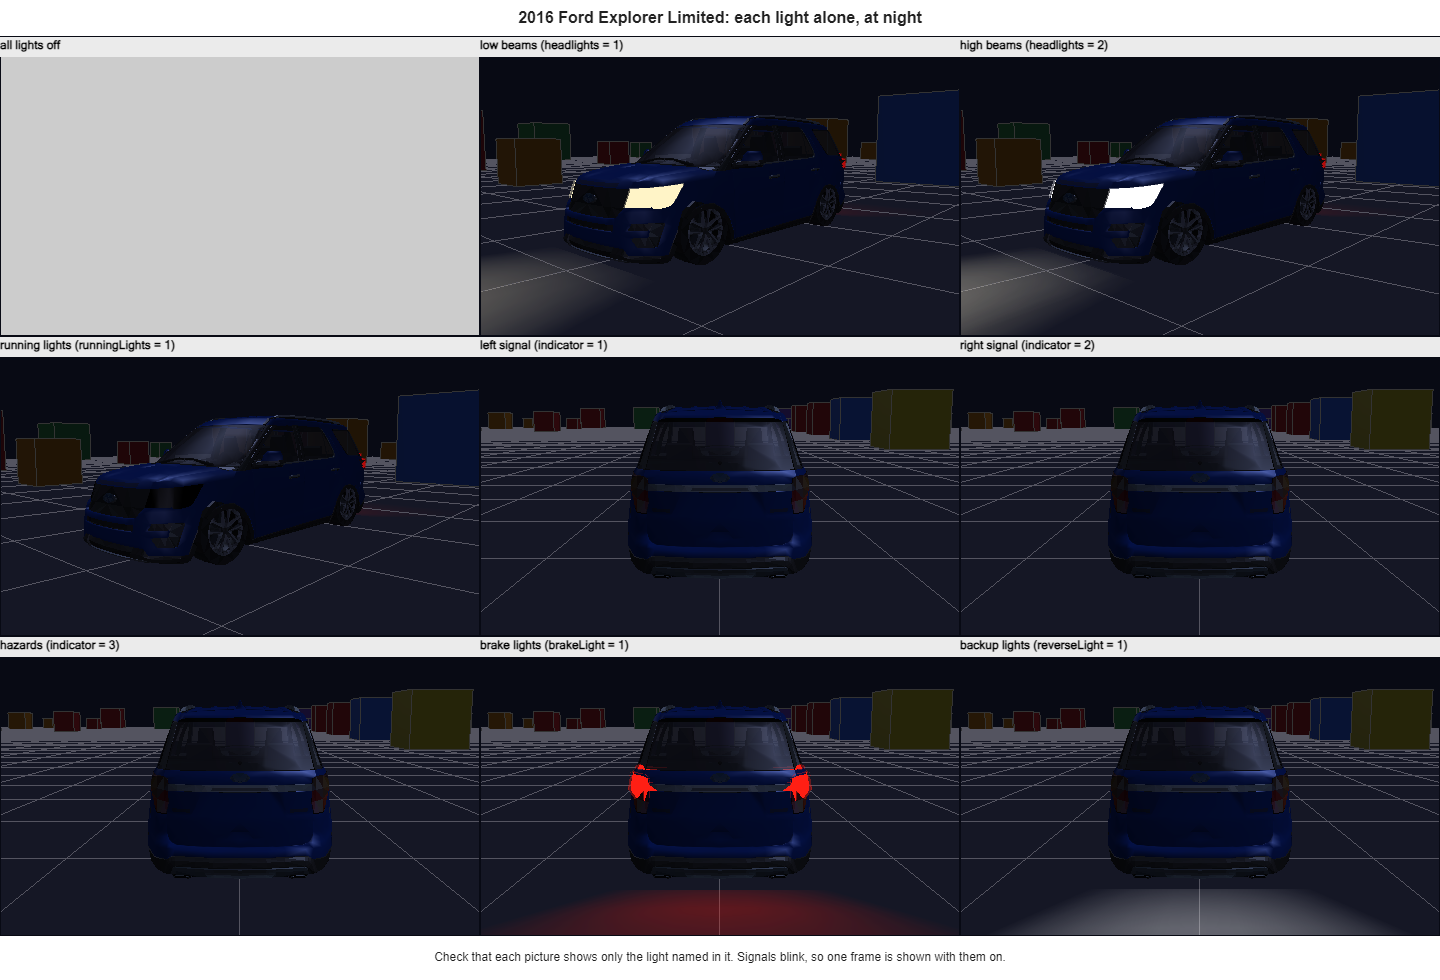 2016 Ford Explorer Limited: each light alone, at night
all lights off
low beams (headlights = 1)
high beams (headlights = 2)
running lights (runningLights = 1)
left signal (indicator = 1)
right signal (indicator = 2)
hazards (indicator = 3)
brake lights (brakeLight = 1)
backup lights (reverseLight = 1)
Check that each picture shows only the light named in it. Signals blink, so one frame is shown with them on.